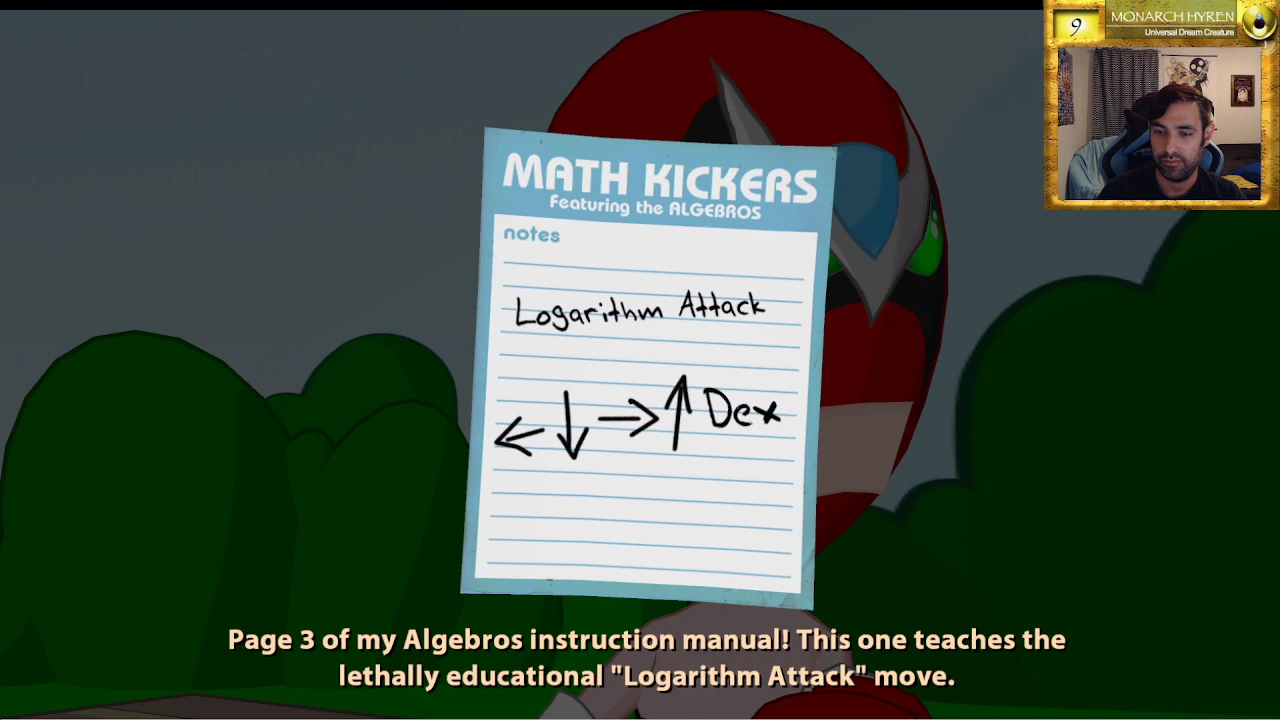 9
MONARCH HYREN
Universal Dream Creature
MATH KICKERS
Featuring the ALGEBROS
notes
Logarithm Attack
← ↓ → ↑ Dex
Page 3 of my Algebros instruction manual! This one teaches the
lethally educational "Logarithm Attack" move.